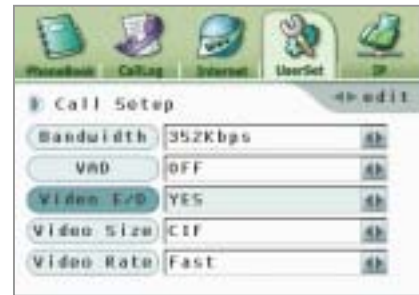 PhoneBook CallLog Internet UserSet IP
Call Setup edit
Bandwidth 352Kbps
VAD OFF
Video E/D YES
Video Size CIF
Video Rate Fast